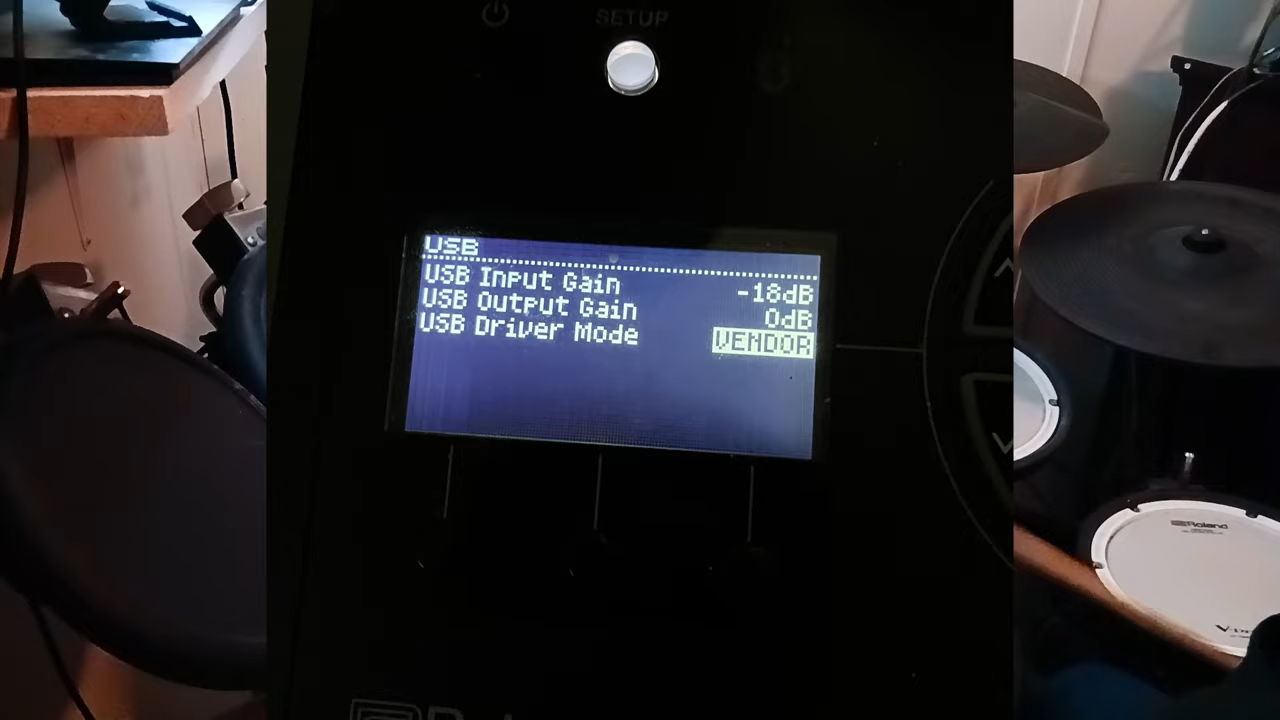 SETUP
USB
USB Input Gain -18dB
USB Output Gain 0dB
USB Driver Mode VENDOR
Roland